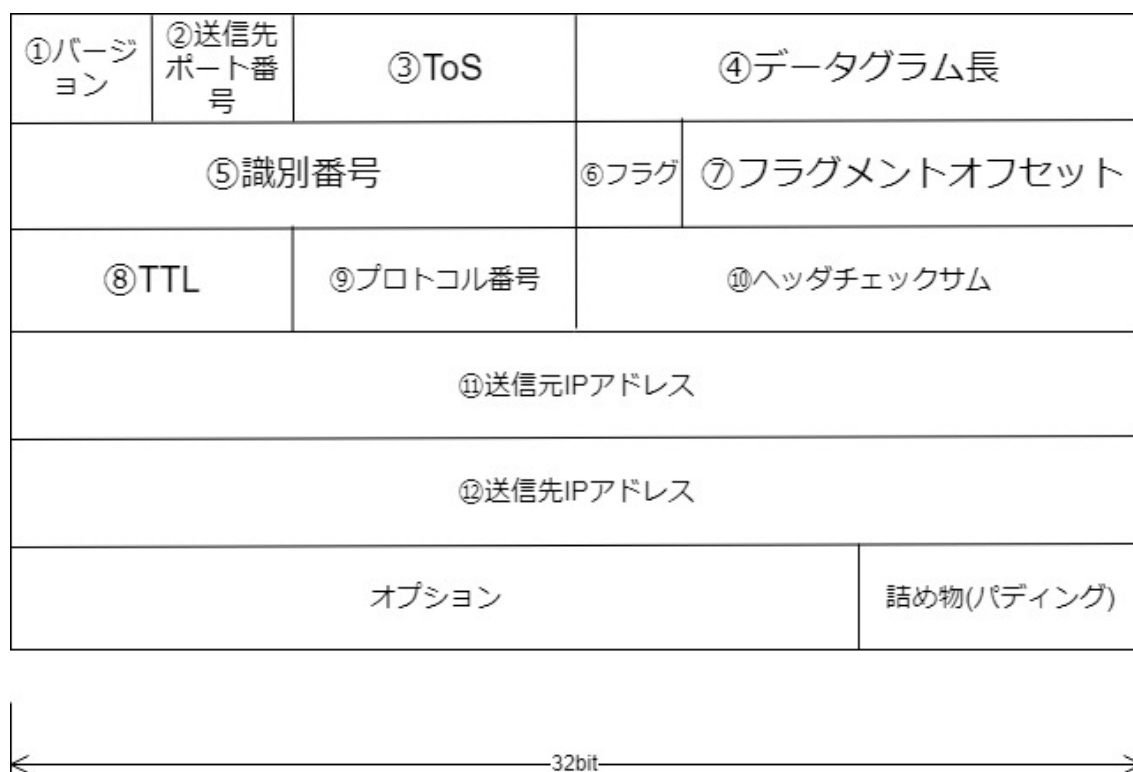 ①バージ
ョン
②送信先
ポート番
号
③ToS
④データグラム長
⑤識別番号
⑥フラグ
⑦フラグメントオフセット
⑧TTL
⑨プロトコル番号
⑩ヘッダチェックサム
⑪送信元IPアドレス
⑫送信先IPアドレス
オプション
詰め物(パディング)
32bit